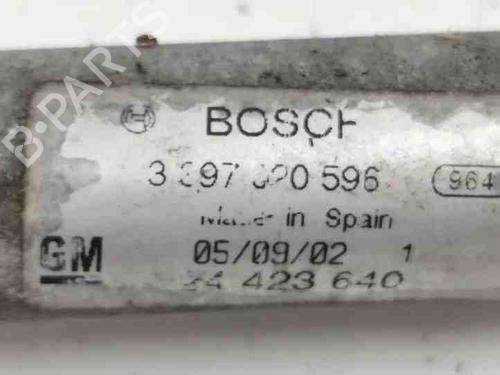 B-PARTS
BOSCH
3 397 020 596 964
Made in Spain
GM 05/09/02 1
24 423 640